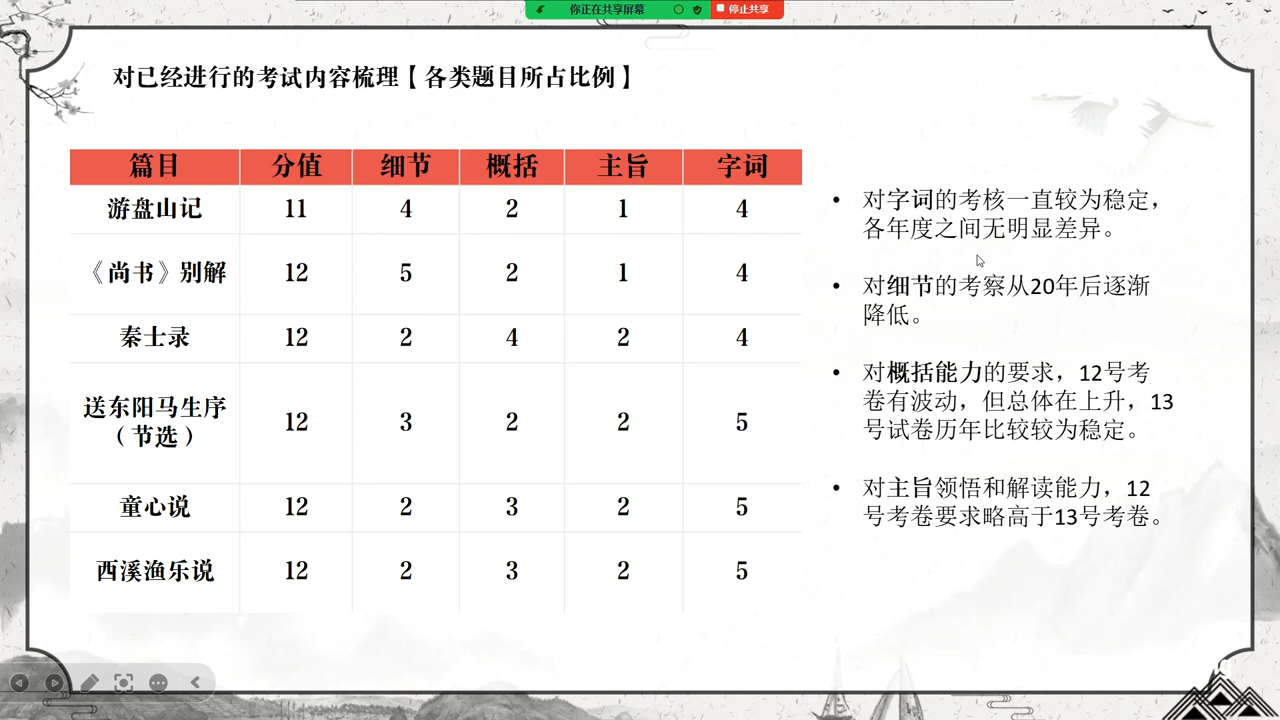 你正在共享屏幕 停止共享
对已经进行的考试内容梳理【各类题目所占比例】
篇目 分值 细节 概括 主旨 字词
游盘山记 11 4 2 1 4
《尚书》别解 12 5 2 1 4
秦士录 12 2 4 2 4
送东阳马生序
（节选） 12 3 2 2 5
童心说 12 2 3 2 5
西溪渔乐说 12 2 3 2 5
• 对字词的考核一直较为稳定，
各年度之间无明显差异。
• 对细节的考察从20年后逐渐
降低。
• 对概括能力的要求，12号考
卷有波动，但总体在上升，13
号试卷历年比较较为稳定。
• 对主旨领悟和解读能力，12
号考卷要求略高于13号考卷。